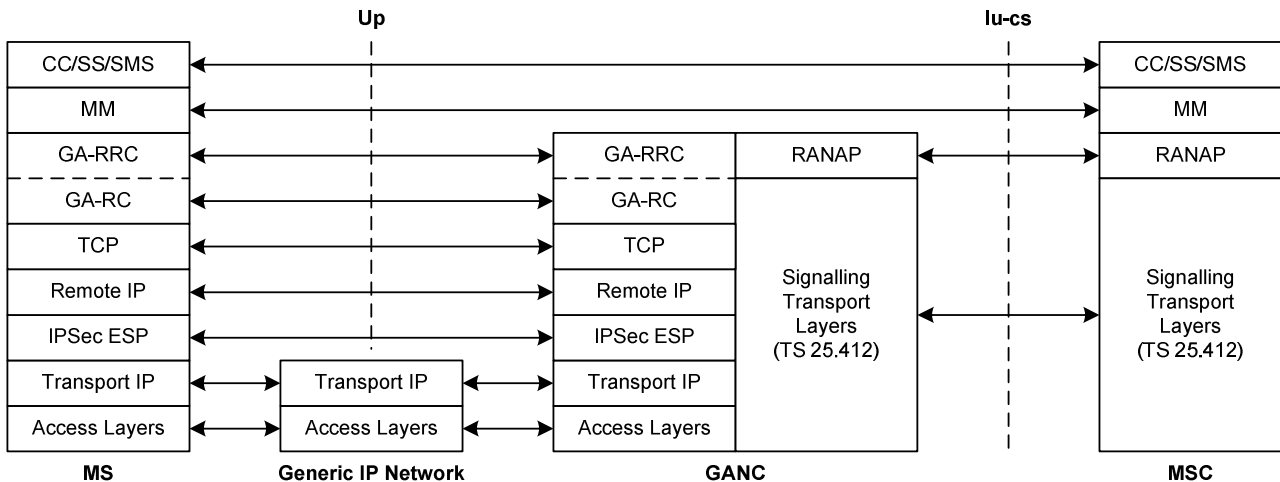 Up
Iu-cs
CC/SS/SMS
CC/SS/SMS
MM
MM
GA-RRC
GA-RRC
RANAP
RANAP
GA-RC
GA-RC
TCP
TCP
Remote IP
Remote IP
Signalling
Transport
Layers
(TS 25.412)
Signalling
Transport
Layers
(TS 25.412)
IPSec ESP
IPSec ESP
Transport IP
Transport IP
Transport IP
Access Layers
Access Layers
Access Layers
MS
Generic IP Network
GANC
MSC